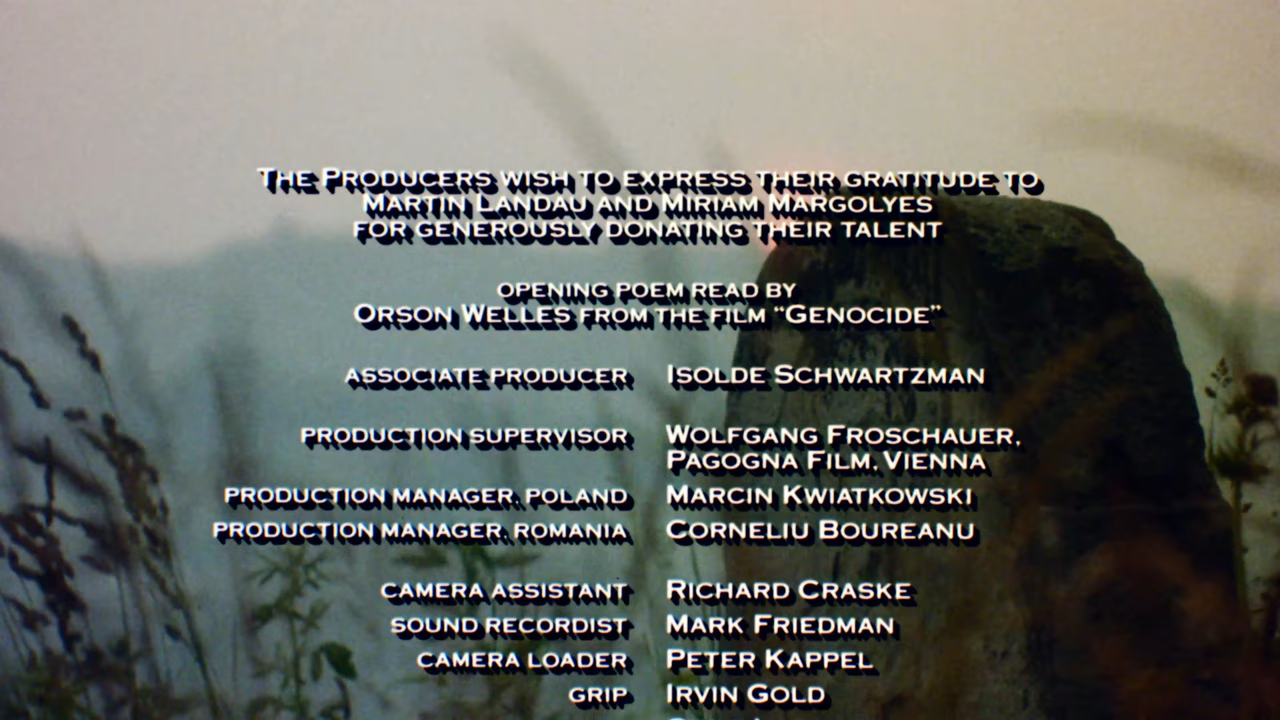 The Producers wish to express their gratitude to
Martin Landau and Miriam Margolyes
for generously donating their talent
opening poem read by
Orson Welles from the film “Genocide”
associate producer Isolde Schwartzman
production supervisor Wolfgang Froschauer,
Pagogna Film, Vienna
production manager, Poland Marcin Kwiatkowski
production manager, Romania Corneliu Boureanu
camera assistant Richard Craske
sound recordist Mark Friedman
camera loader Peter Kappel
grip Irvin Gold